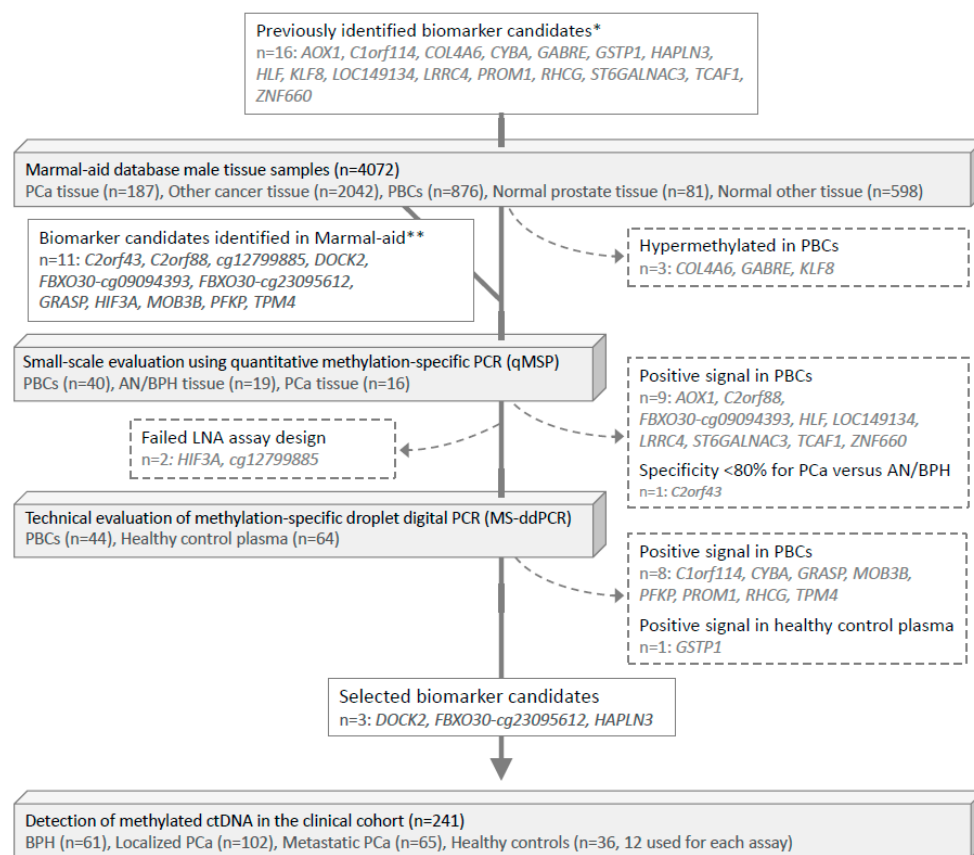 Previously identified biomarker candidates*
n=16: AOX1, C1orf114, COL4A6, CYBA, GABRE, GSTP1, HAPLN3,
HLF, KLF8, LOC149134, LRRC4, PROM1, RHCG, ST6GALNAC3, TCAF1,
ZNF660
Marmal-aid database male tissue samples (n=4072)
PCa tissue (n=187), Other cancer tissue (n=2042), PBCs (n=876), Normal prostate tissue (n=81), Normal other tissue (n=598)
Biomarker candidates identified in Marmal-aid**
n=11: C2orf43, C2orf88, cg12799885, DOCK2,
FBXO30-cg09094393, FBXO30-cg23095612,
GRASP, HIF3A, MOB3B, PFKP, TPM4
Hypermethylated in PBCs
n=3: COL4A6, GABRE, KLF8
Small-scale evaluation using quantitative methylation-specific PCR (qMSP)
PBCs (n=40), AN/BPH tissue (n=19), PCa tissue (n=16)
Positive signal in PBCs
n=9: AOX1, C2orf88,
FBXO30-cg09094393, HLF, LOC149134,
LRRC4, ST6GALNAC3, TCAF1, ZNF660
Specificity <80% for PCa versus AN/BPH
n=1: C2orf43
Failed LNA assay design
n=2: HIF3A, cg12799885
Technical evaluation of methylation-specific droplet digital PCR (MS-ddPCR)
PBCs (n=44), Healthy control plasma (n=64)
Positive signal in PBCs
n=8: C1orf114, CYBA, GRASP, MOB3B,
PFKP, PROM1, RHCG, TPM4
Positive signal in healthy control plasma
n=1: GSTP1
Selected biomarker candidates
n=3: DOCK2, FBXO30-cg23095612, HAPLN3
Detection of methylated ctDNA in the clinical cohort (n=241)
BPH (n=61), Localized PCa (n=102), Metastatic PCa (n=65), Healthy controls (n=36, 12 used for each assay)